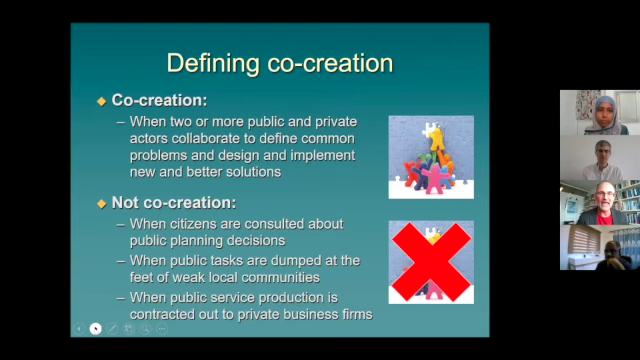 Defining co-creation
Co-creation:
– When two or more public and private
actors collaborate to define common
problems and design and implement
new and better solutions
Not co-creation:
– When citizens are consulted about
public planning decisions
– When public tasks are dumped at the
feet of weak local communities
– When public service production is
contracted out to private business firms